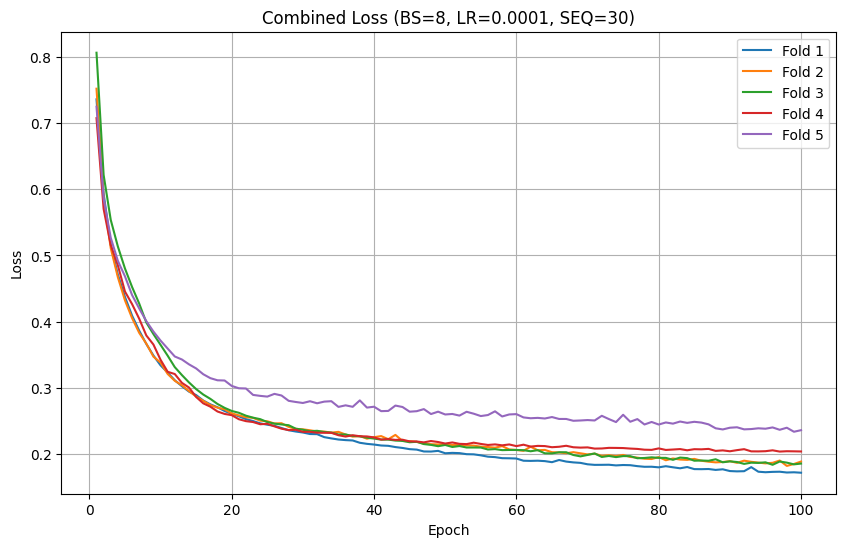 Combined Loss (BS=8, LR=0.0001, SEQ=30)
Fold 1
Fold 2
Fold 3
Fold 4
Fold 5
Loss
0.8
0.7
0.6
0.5
0.4
0.3
0.2
0 20 40 60 80 100
Epoch